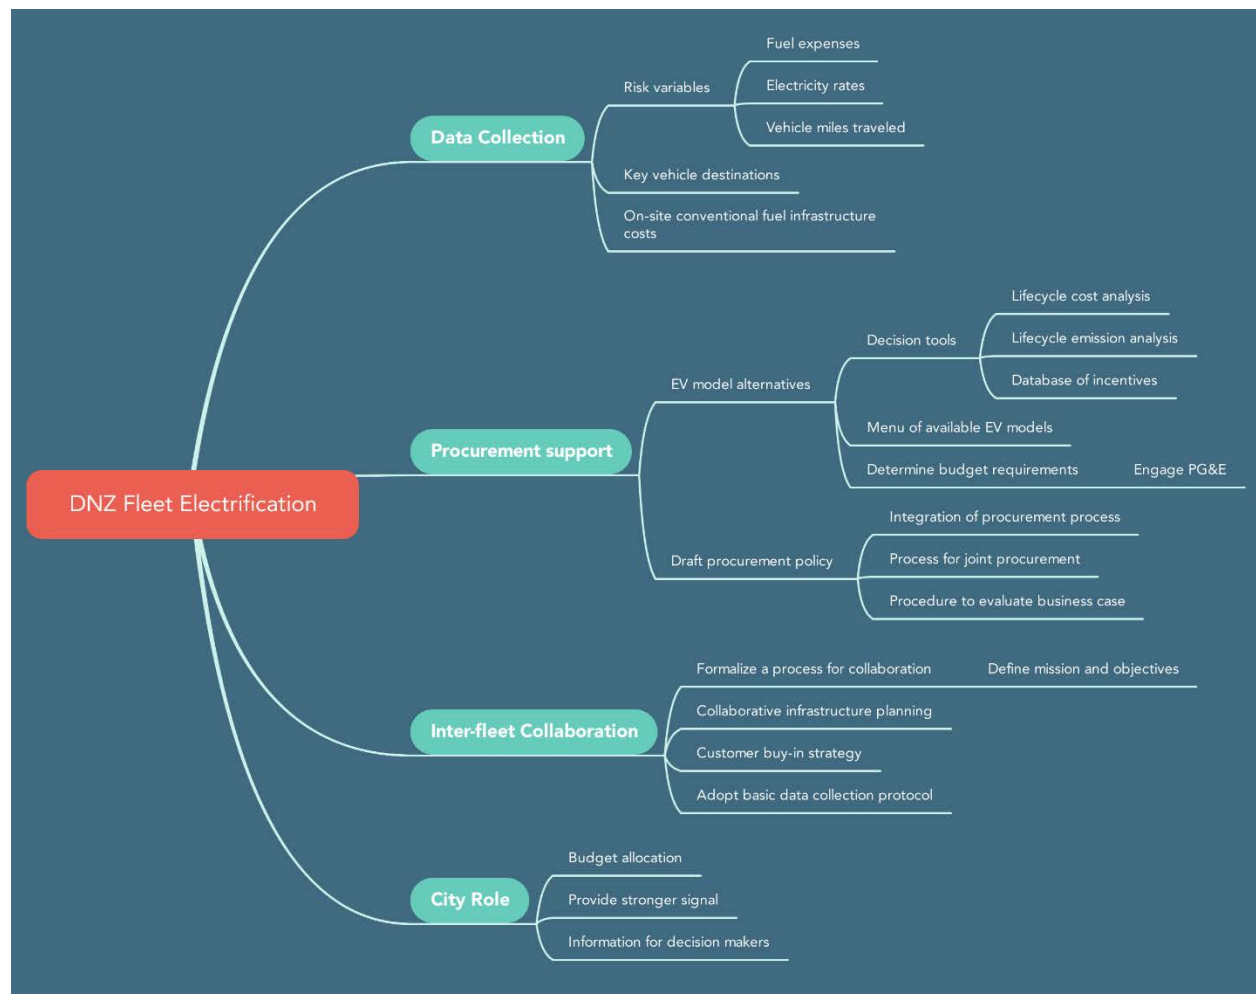 DNZ Fleet Electrification
Data Collection
Risk variables
Fuel expenses
Electricity rates
Vehicle miles traveled
Key vehicle destinations
On-site conventional fuel infrastructure
costs
Procurement support
EV model alternatives
Decision tools
Lifecycle cost analysis
Lifecycle emission analysis
Database of incentives
Menu of available EV models
Determine budget requirements
Engage PG&E
Draft procurement policy
Integration of procurement process
Process for joint procurement
Procedure to evaluate business case
Inter-fleet Collaboration
Formalize a process for collaboration
Define mission and objectives
Collaborative infrastructure planning
Customer buy-in strategy
Adopt basic data collection protocol
City Role
Budget allocation
Provide stronger signal
Information for decision makers